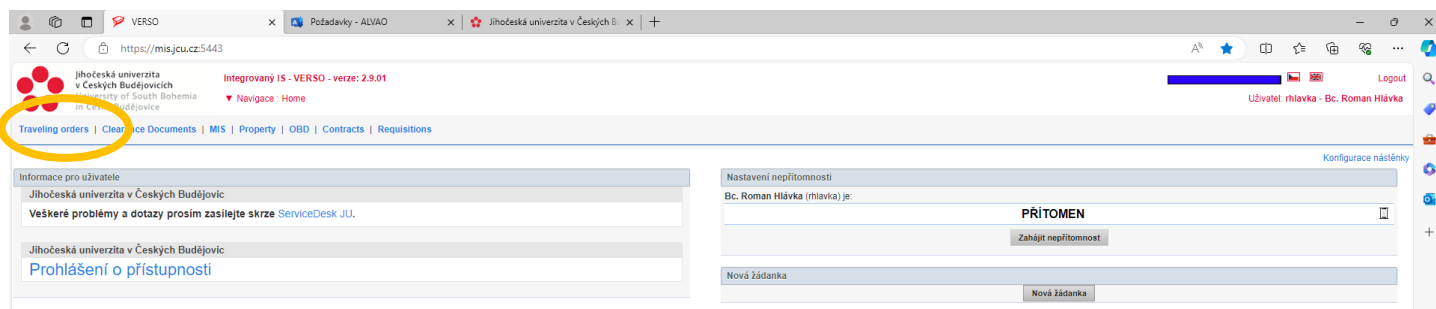 VERSO
Požadavky - ALVAO
Jihočeská univerzita v Českých B
https://mis.jcu.cz:5443
Jihočeská univerzita
v Českých Budějovicích
University of South Bohemia
in České Budějovice
Integrovaný IS - VERSO - verze: 2.9.01
▼ Navigace : Home
Logout
Uživatel: rhlavka - Bc. Roman Hlávka
Traveling orders | Clearance Documents | MIS | Property | OBD | Contracts | Requisitions
Konfigurace nástěnky
Informace pro uživatele
Jihočeská univerzita v Českých Budějovic
Veškeré problémy a dotazy prosím zasílejte skrze ServiceDesk JU.
Jihočeská univerzita v Českých Budějovic
Prohlášení o přístupnosti
Nastavení nepřítomnosti
Bc. Roman Hlávka (rhlavka) je:
PŘÍTOMEN
Zahájit nepřítomnost
Nová žádanka
Nová žádanka